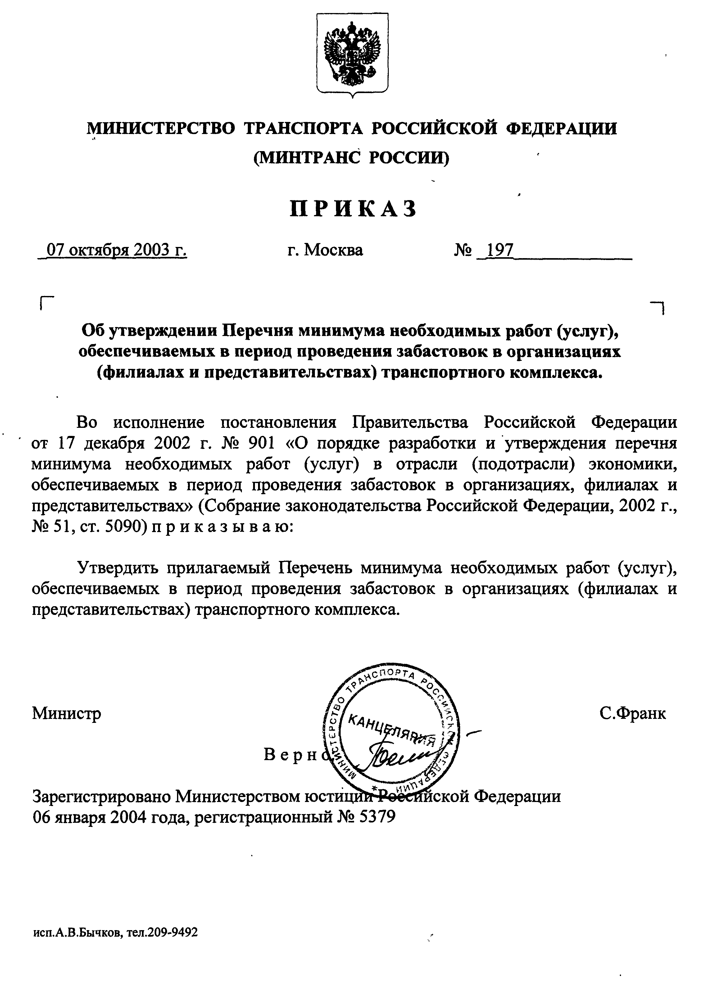 МИНИСТЕРСТВО ТРАНСПОРТА РОССИЙСКОЙ ФЕДЕРАЦИИ
(МИНТРАНС РОССИИ)
ПРИКАЗ
07 октября 2003 г. г. Москва № 197
Об утверждении Перечня минимума необходимых работ (услуг),
обеспечиваемых в период проведения забастовок в организациях
(филиалах и представительствах) транспортного комплекса.
Во исполнение постановления Правительства Российской Федерации
от 17 декабря 2002 г. № 901 «О порядке разработки и утверждения перечня
минимума необходимых работ (услуг) в отрасли (подотрасли) экономики,
обеспечиваемых в период проведения забастовок в организациях, филиалах и
представительствах» (Собрание законодательства Российской Федерации, 2002 г.,
№ 51, ст. 5090) п р и к а з ы в а ю:
Утвердить прилагаемый Перечень минимума необходимых работ (услуг),
обеспечиваемых в период проведения забастовок в организациях (филиалах и
представительствах) транспортного комплекса.
Министр С.Франк
МИНИСТЕРСТВО ТРАНСПОРТА РОССИЙСКОЙ ФЕДЕРАЦИИ *
КАНЦЕЛЯРИЯ
В е р н о
Зарегистрировано Министерством юстиции Российской Федерации
06 января 2004 года, регистрационный № 5379
исп.А.В.Бычков, тел.209-9492